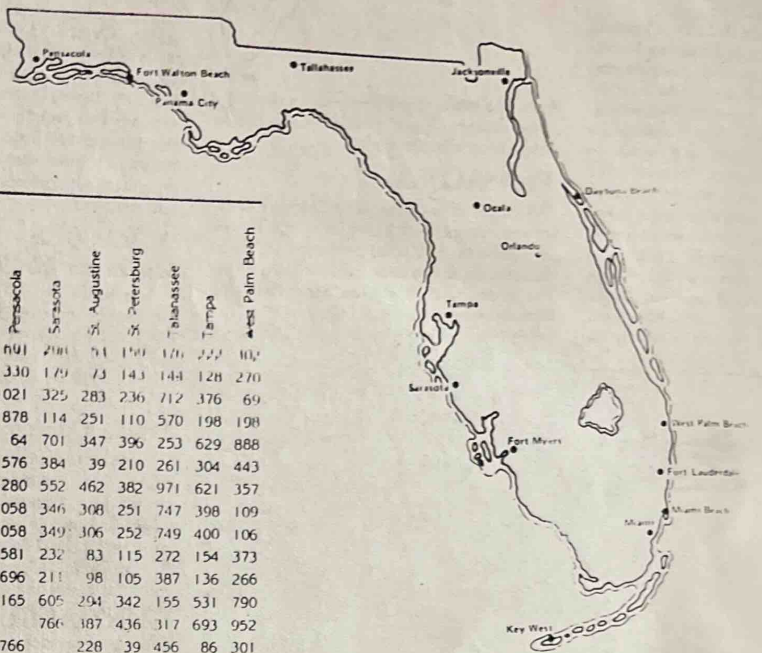 Pensacola
Tallahassee
Fort Walton Beach
Jacksonville
Panama City
Daytona Beach
Ocala
Orlando
Tampa
Sarasota
West Palm Beach
Fort Myers
Fort Lauderdale
Miami Beach
Miami
Key West
Pensacola Sarasota St. Augustine St. Petersburg Tallahassee Tampa West Palm Beach
330 179 73 143 144 128 270
021 325 283 236 712 376 69
878 114 251 110 570 198 198
64 701 347 396 253 629 888
576 384 39 210 261 304 443
280 552 462 382 971 621 357
058 346 308 251 747 398 109
058 349 306 252 749 400 106
581 232 83 115 272 154 373
696 211 98 105 387 136 266
165 605 294 342 155 531 790
766 387 436 317 693 952
766 228 39 456 86 301